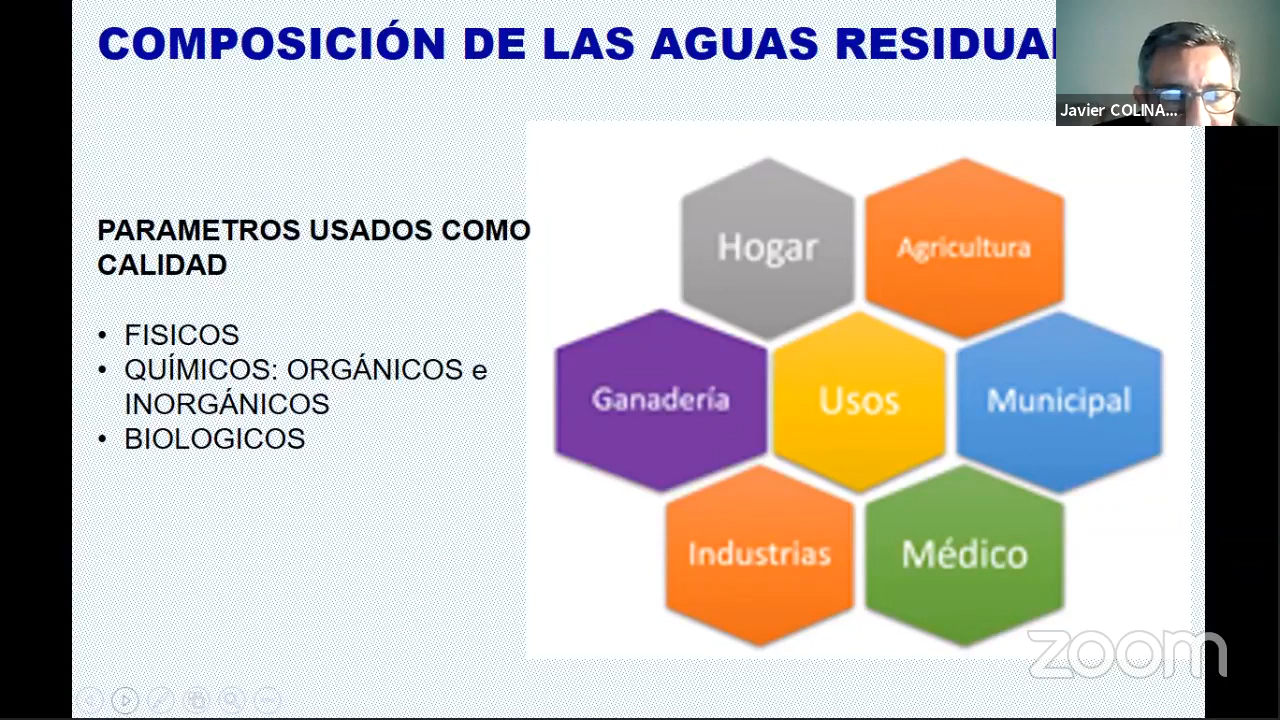 COMPOSICIÓN DE LAS AGUAS RESIDUA
Javier COLINA...
PARAMETROS USADOS COMO
CALIDAD
• FISICOS
• QUÍMICOS: ORGÁNICOS e
INORGÁNICOS
• BIOLOGICOS
Hogar
Agricultura
Ganadería
Usos
Municipal
Industrias
Médico
zoom